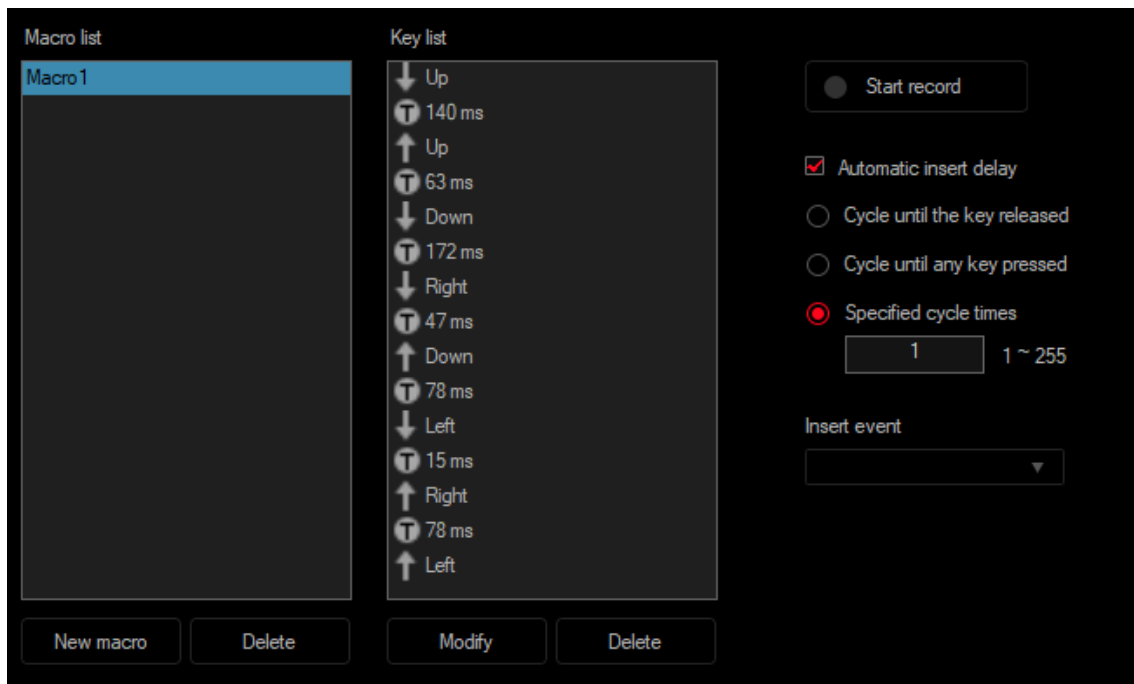 Macro list
Macro1
New macro
Delete
Key list
Up
T 140 ms
Up
T 63 ms
Down
T 172 ms
Right
T 47 ms
Down
T 78 ms
Left
T 15 ms
Right
T 78 ms
Left
Modify
Delete
Start record
Automatic insert delay
Cycle until the key released
Cycle until any key pressed
Specified cycle times
1 1 ~ 255
Insert event